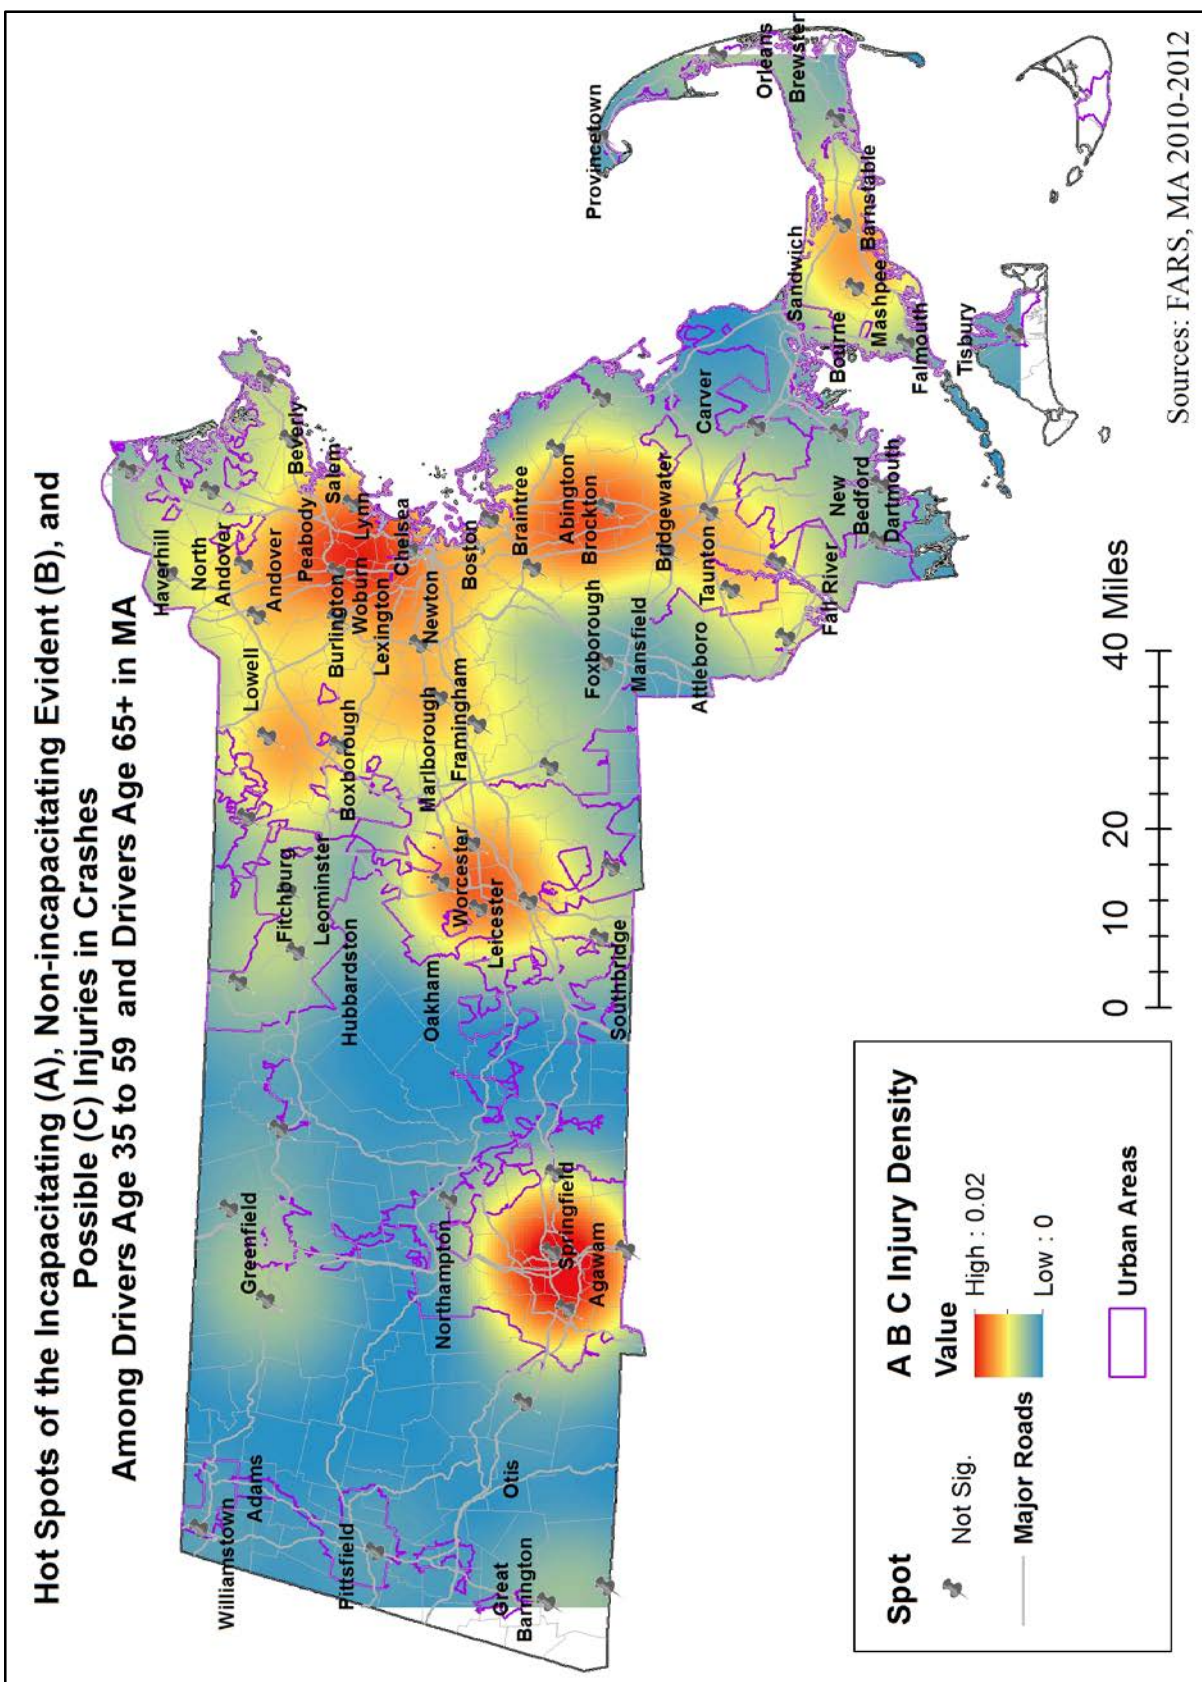 Hot Spots of the Incapacitating (A), Non-incapacitating Evident (B), and
Possible (C) Injuries in Crashes
Among Drivers Age 35 to 59 and Drivers Age 65+ in MA
Williamstown
Adams
Pittsfield
Great
Barrington
Otis
Greenfield
Northampton
Springfield
Agawam
Fitchburg
Leominster
Hubbardston
Oakham
Worcester
Leicester
Southbridge
Haverhill
North
Andover
Andover
Lowell
Boxborough
Marlborough
Framingham
Peabody
Burlington
Woburn
Lexington
Newton
Beverly
Salem
Lynn
Chelsea
Boston
Braintree
Abington
Brockton
Bridgewater
Foxborough
Mansfield
Attleboro
Taunton
Fall River
Carver
New
Bedford
Dartmouth
Provincetown
Orleans
Brewster
Sandwich
Barnstable
Bourne
Mashpee
Falmouth
Tisbury
Spot
Not Sig.
Major Roads
A B C Injury Density
Value
High : 0.02
Low : 0
Urban Areas
0 10 20 40 Miles
Sources: FARS, MA 2010-2012